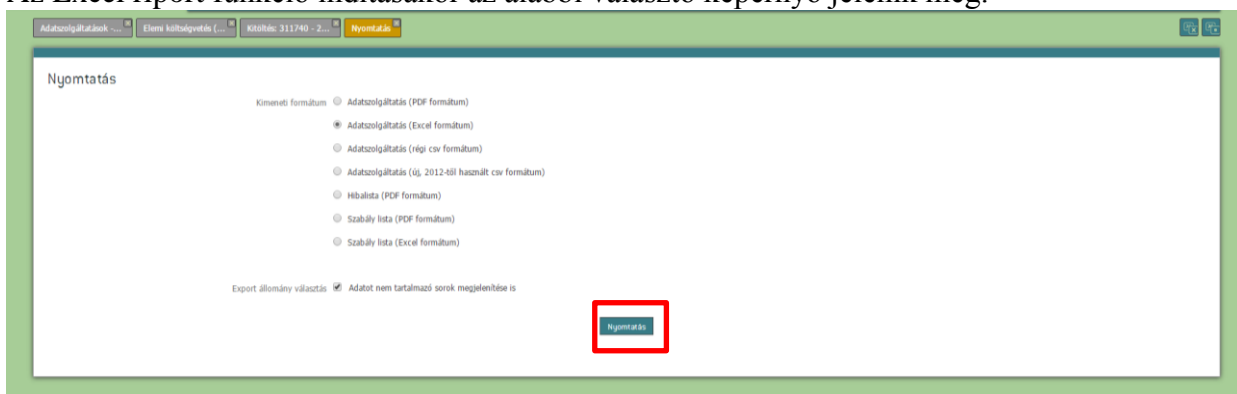 Az Excel riport funkció indításakor az alábbi választó képernyő jelenik meg:
Adatszolgáltatások -... Elemi költségvetés (... Kitöltés: 311740 - 2... Nyomtatás
Nyomtatás
Kimeneti formátum Adatszolgáltatás (PDF formátum)
Adatszolgáltatás (Excel formátum)
Adatszolgáltatás (régi csv formátum)
Adatszolgáltatás (új, 2012-től használt csv formátum)
Hibalista (PDF formátum)
Szabály lista (PDF formátum)
Szabály lista (Excel formátum)
Export állomány választás Adatot nem tartalmazó sorok megjelenítése is
Nyomtatás